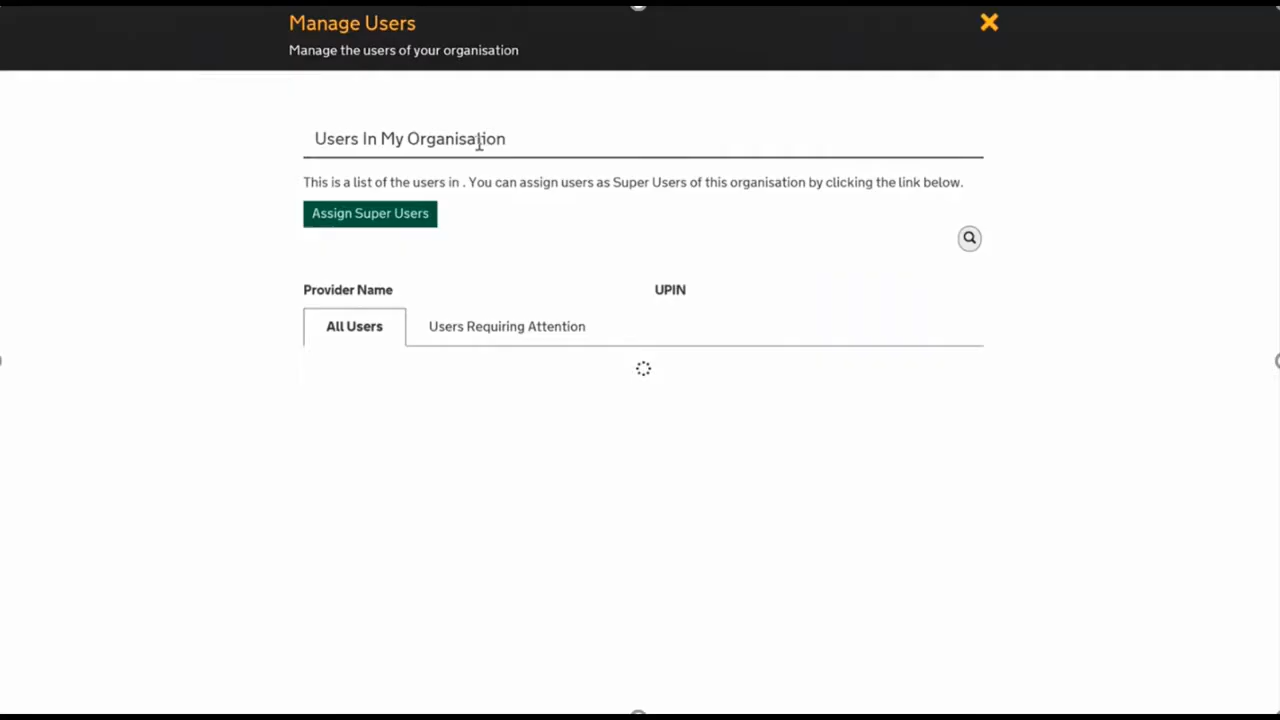 Manage Users
Manage the users of your organisation
Users In My Organisation
This is a list of the users in . You can assign users as Super Users of this organisation by clicking the link below.
Assign Super Users
Provider Name UPIN
All Users Users Requiring Attention